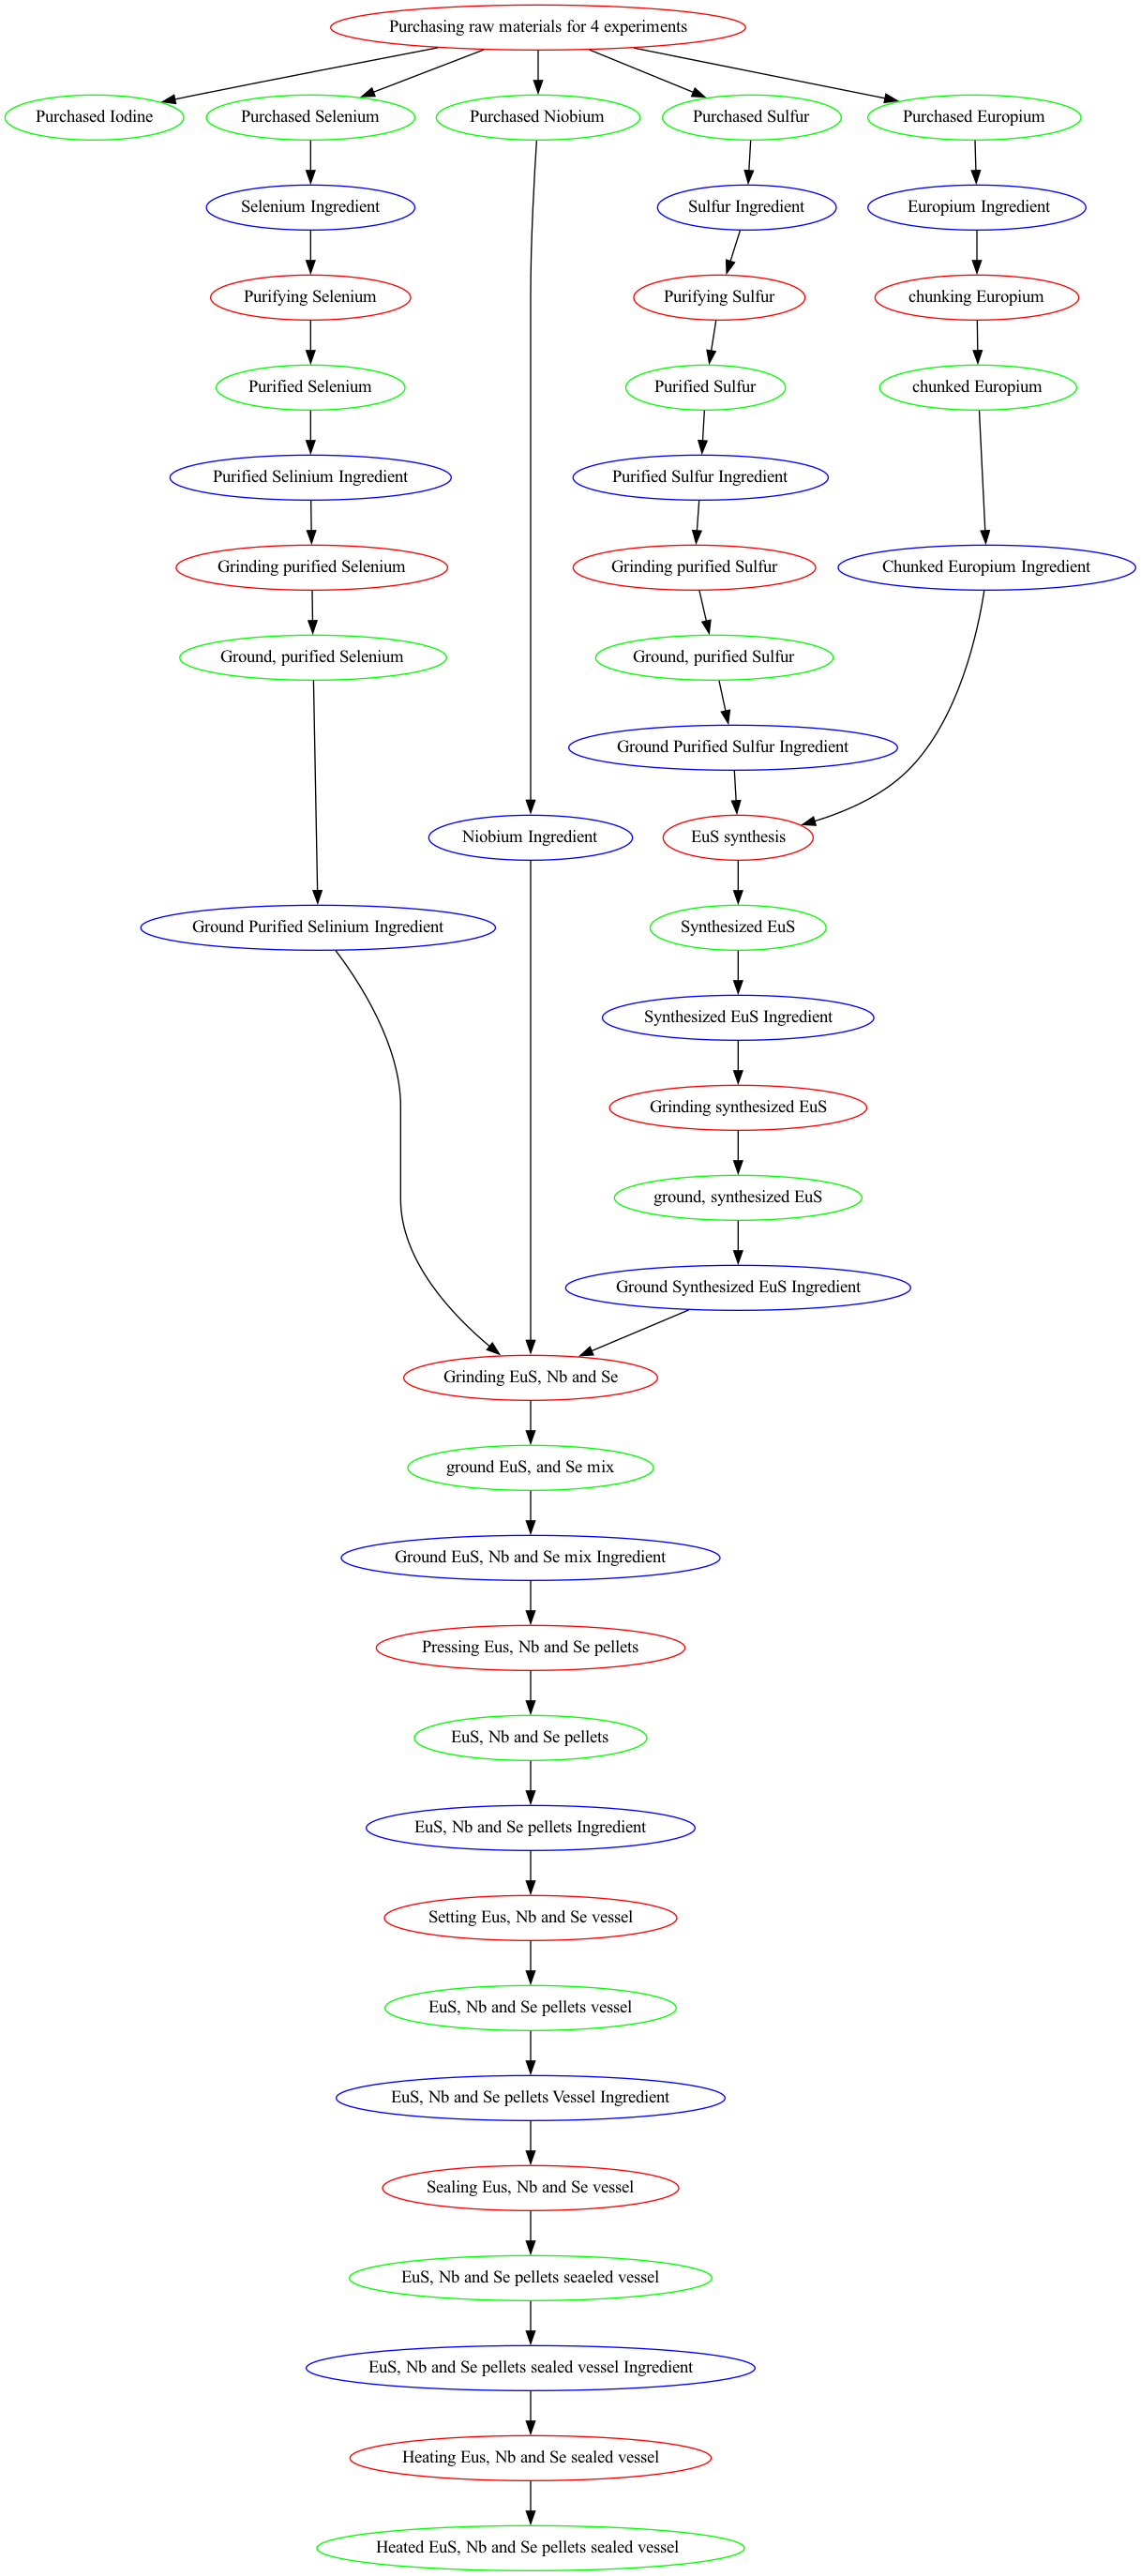 Purchasing raw materials for 4 experiments
Purchased Iodine
Purchased Selenium
Purchased Niobium
Purchased Sulfur
Purchased Europium
Selenium Ingredient
Sulfur Ingredient
Europium Ingredient
Purifying Selenium
Purifying Sulfur
chunking Europium
Purified Selenium
Purified Sulfur
chunked Europium
Purified Selinium Ingredient
Purified Sulfur Ingredient
Grinding purified Selenium
Grinding purified Sulfur
Chunked Europium Ingredient
Ground, purified Selenium
Ground, purified Sulfur
Ground Purified Sulfur Ingredient
Niobium Ingredient
EuS synthesis
Ground Purified Selinium Ingredient
Synthesized EuS
Synthesized EuS Ingredient
Grinding synthesized EuS
ground, synthesized EuS
Ground Synthesized EuS Ingredient
Grinding EuS, Nb and Se
ground EuS, and Se mix
Ground EuS, Nb and Se mix Ingredient
Pressing Eus, Nb and Se pellets
EuS, Nb and Se pellets
EuS, Nb and Se pellets Ingredient
Setting Eus, Nb and Se vessel
EuS, Nb and Se pellets vessel
EuS, Nb and Se pellets Vessel Ingredient
Sealing Eus, Nb and Se vessel
EuS, Nb and Se pellets seaeled vessel
EuS, Nb and Se pellets sealed vessel Ingredient
Heating Eus, Nb and Se sealed vessel
Heated EuS, Nb and Se pellets sealed vessel